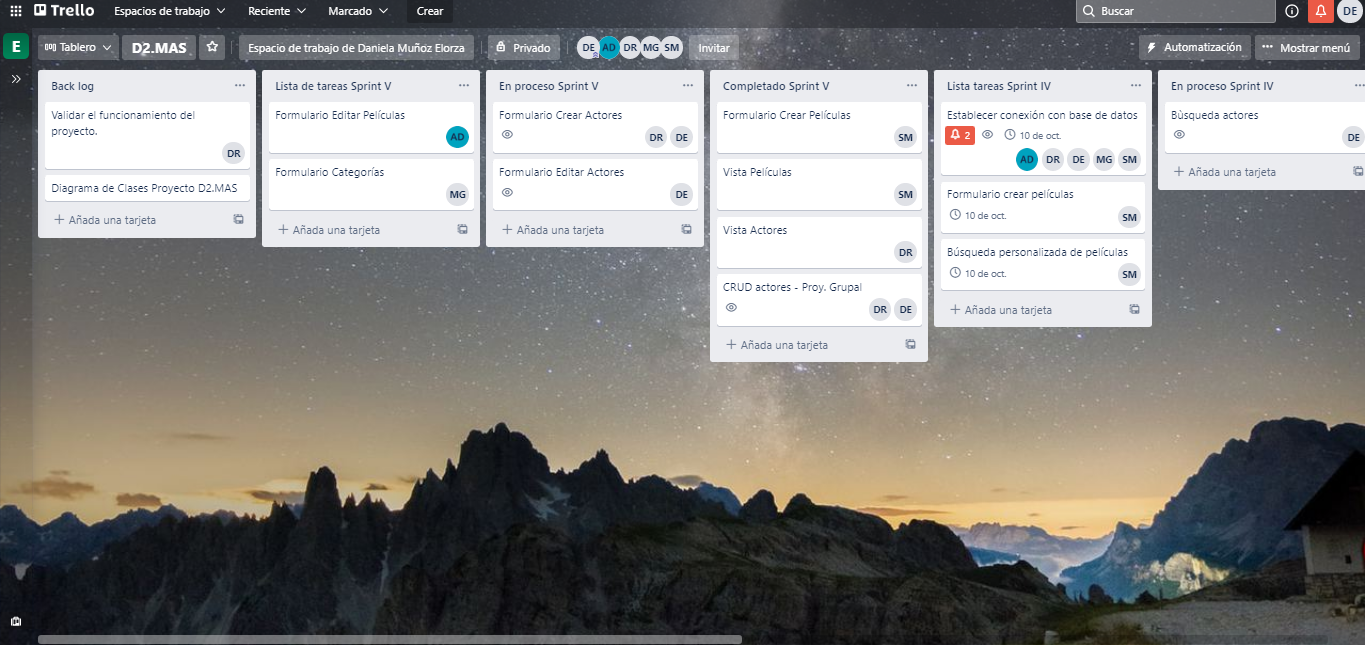 Trello
Espacios de trabajo
Reciente
Marcado
Crear
Buscar
DE
E
Tablero
D2.MAS
Espacio de trabajo de Daniela Muñoz Elorza
Privado
DE AD DR MG SM
Invitar
Automatización
Mostrar menú
Back log
Validar el funcionamiento del
proyecto.
DR
Diagrama de Clases Proyecto D2.MAS
+ Añada una tarjeta
Lista de tareas Sprint V
Formulario Editar Películas
AD
Formulario Categorías
MG
+ Añada una tarjeta
En proceso Sprint V
Formulario Crear Actores
DR DE
Formulario Editar Actores
DE
+ Añada una tarjeta
Completado Sprint V
Formulario Crear Películas
SM
Vista Películas
SM
Vista Actores
DR
CRUD actores - Proy. Grupal
DR DE
+ Añada una tarjeta
Lista tareas Sprint IV
Establecer conexión con base de datos
2 10 de oct.
AD DR DE MG SM
Formulario crear películas
10 de oct.
SM
Búsqueda personalizada de películas
10 de oct.
SM
+ Añada una tarjeta
En proceso Sprint IV
Bùsqueda actores
DE
+ Añada una tarjeta